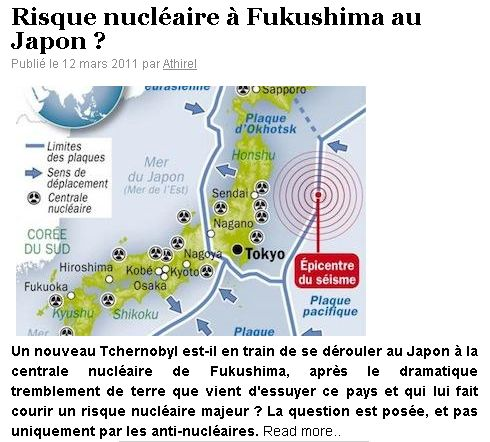 Risque nucléaire à Fukushima au
Japon ?
Publié le 12 mars 2011 par Athirel
eurasienne
Sapporo
Plaque
d'Okhotsk
Limites
des plaques
Sens de
déplacement
Centrale
nucléaire
Mer
du Japon
(Mer de l'Est)
Honshu
Sendai
CORÉE
DU SUD
Nagano
Nagoya
Tokyo
Hiroshima
Kobé
Kyoto
Osaka
Fukuoka
Kyushu
Shikoku
Épicentre
du séisme
Plaque
pacifique
Un nouveau Tchernobyl est-il en train de se dérouler au Japon à la
centrale nucléaire de Fukushima, après le dramatique
tremblement de terre que vient d'essuyer ce pays et qui lui fait
courir un risque nucléaire majeur ? La question est posée, et pas
uniquement par les anti-nucléaires. Read more..